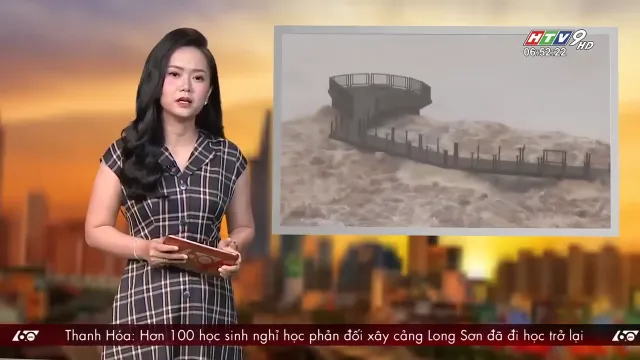 HTV9
HD
06:52:22
Thanh Hóa: Hơn 100 học sinh nghỉ học phản đối xây cảng Long Sơn đã đi học trở lại